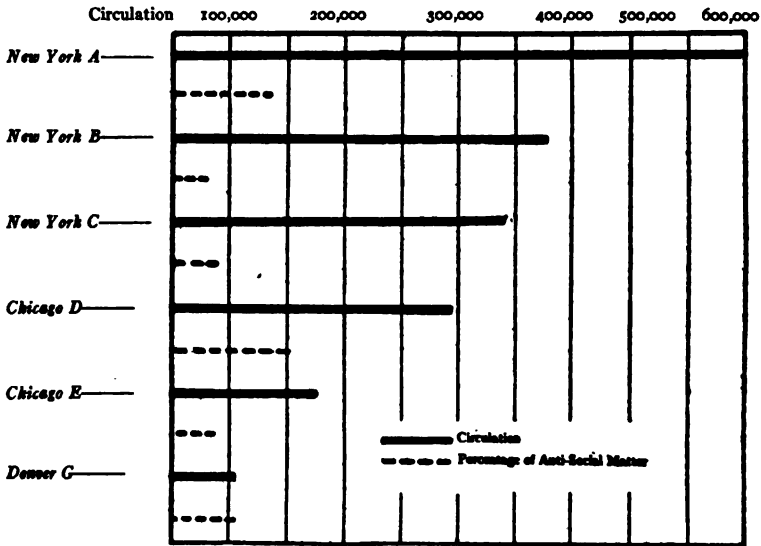 Circulation 100,000 200,000 300,000 400,000 500,000 600,000
New York A
New York B
New York C
Chicago D
Chicago E
Circulation
Percentage of Anti-Social Matter
Denver G